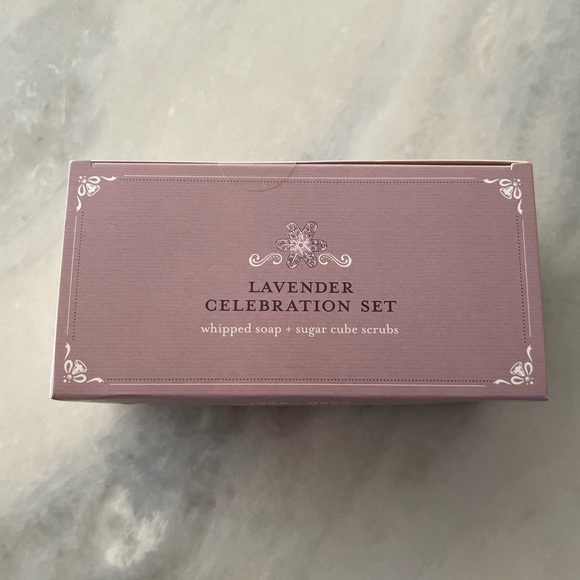 LAVENDER
CELEBRATION SET
whipped soap + sugar cube scrubs